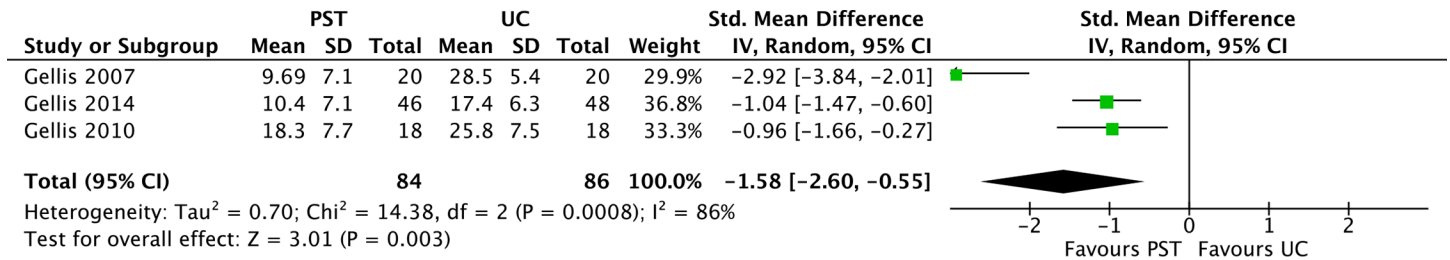 PST UC Std. Mean Difference Std. Mean Difference
Study or Subgroup Mean SD Total Mean SD Total Weight IV, Random, 95% CI IV, Random, 95% CI
Gellis 2007 9.69 7.1 20 28.5 5.4 20 29.9% −2.92 [−3.84, −2.01]
Gellis 2014 10.4 7.1 46 17.4 6.3 48 36.8% −1.04 [−1.47, −0.60]
Gellis 2010 18.3 7.7 18 25.8 7.5 18 33.3% −0.96 [−1.66, −0.27]
Total (95% CI) 84 86 100.0% −1.58 [−2.60, −0.55]
Heterogeneity: Tau² = 0.70; Chi² = 14.38, df = 2 (P = 0.0008); I² = 86%
Test for overall effect: Z = 3.01 (P = 0.003)
−2 −1 0 1 2
Favours PST Favours UC